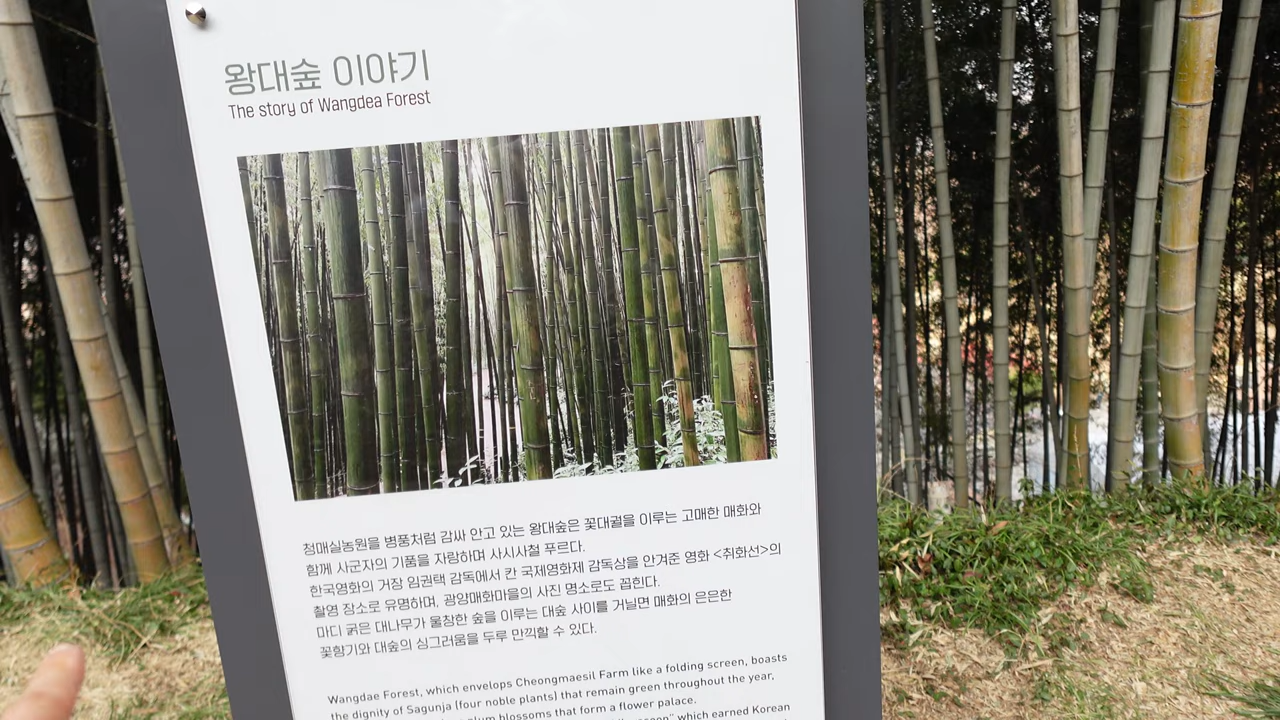 왕대숲 이야기
The story of Wangdea Forest
청매실농원을 병풍처럼 감싸 안고 있는 왕대숲은 꽃대궐을 이루는 고매한 매화와
함께 사군자의 기품을 자랑하며 사시사철 푸르다.
한국영화의 거장 임권택 감독에서 칸 국제영화제 감독상을 안겨준 영화 <취화선>의
촬영 장소로 유명하며, 광양매화마을의 사진 명소로도 꼽힌다.
마디 굵은 대나무가 울창한 숲을 이루는 대숲 사이를 거닐면 매화의 은은한
꽃향기와 대숲의 싱그러움을 두루 만끽할 수 있다.
Wangdae Forest, which envelops Cheongmaesil Farm like a folding screen, boasts
the dignity of Sagunja (four noble plants) that remain green throughout the year,
plum blossoms that form a flower palace.
which earned Korean